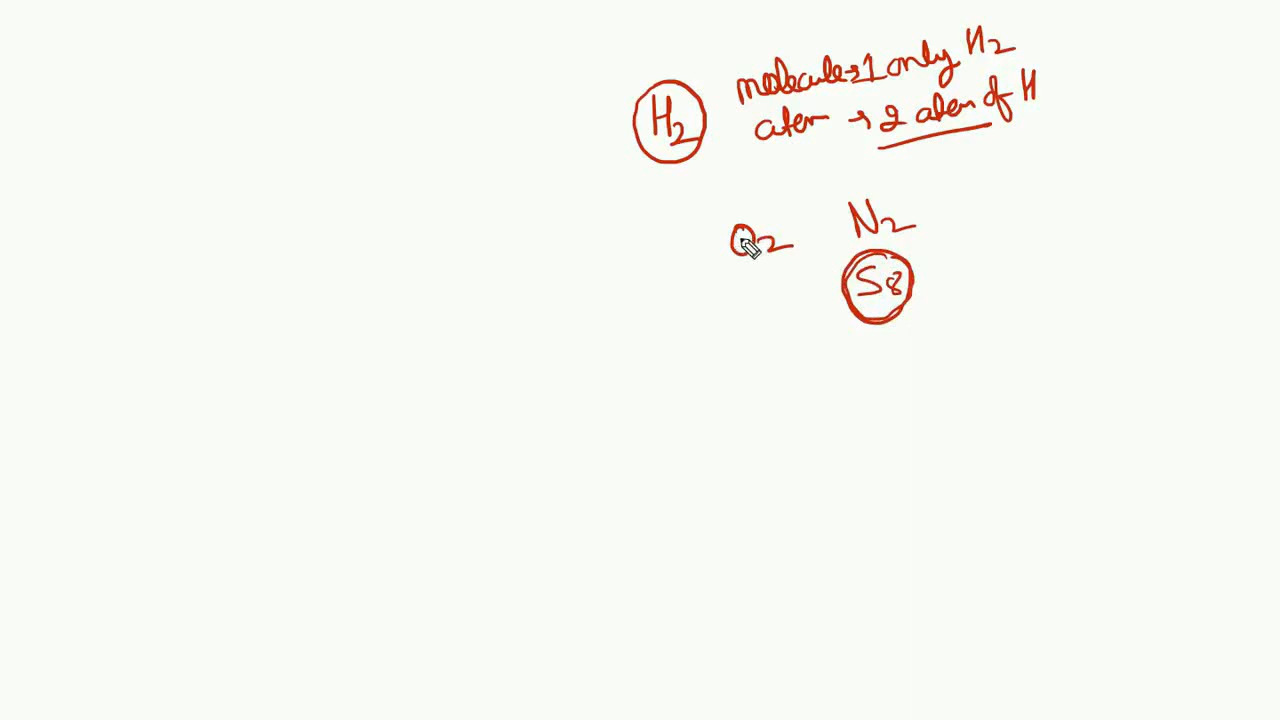 H2
molecule → 1 only H2
atom → 2 atom of H
O2
N2
S8